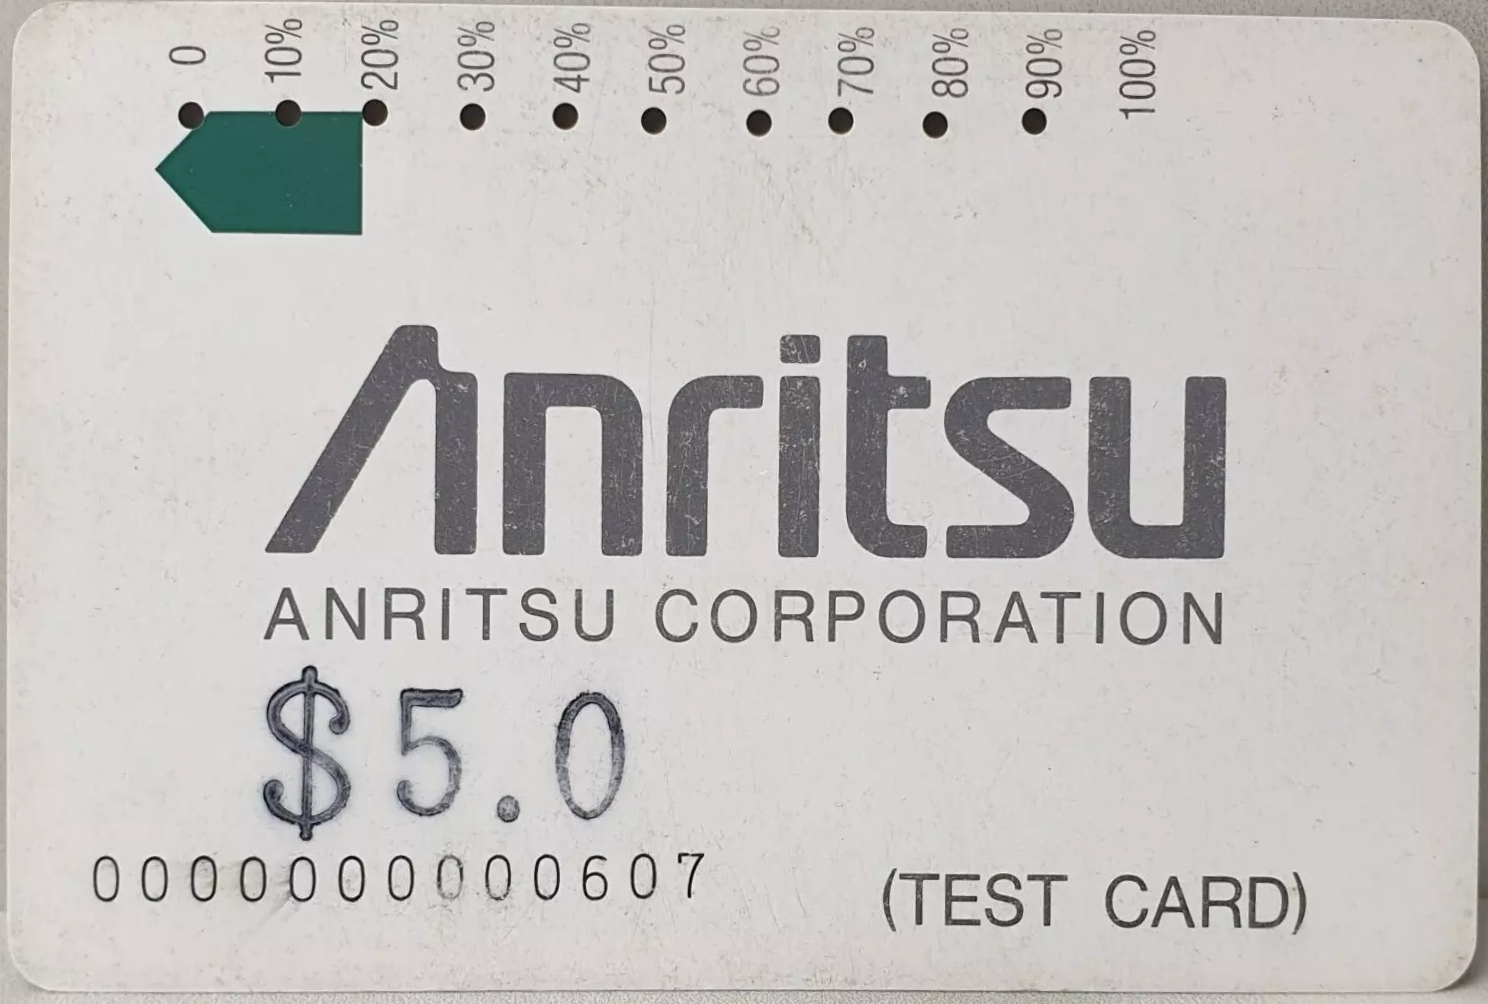 0 10% 20% 30% 40% 50% 60% 70% 80% 90% 100%
Anritsu
ANRITSU CORPORATION
$5.0
0000000000607
(TEST CARD)